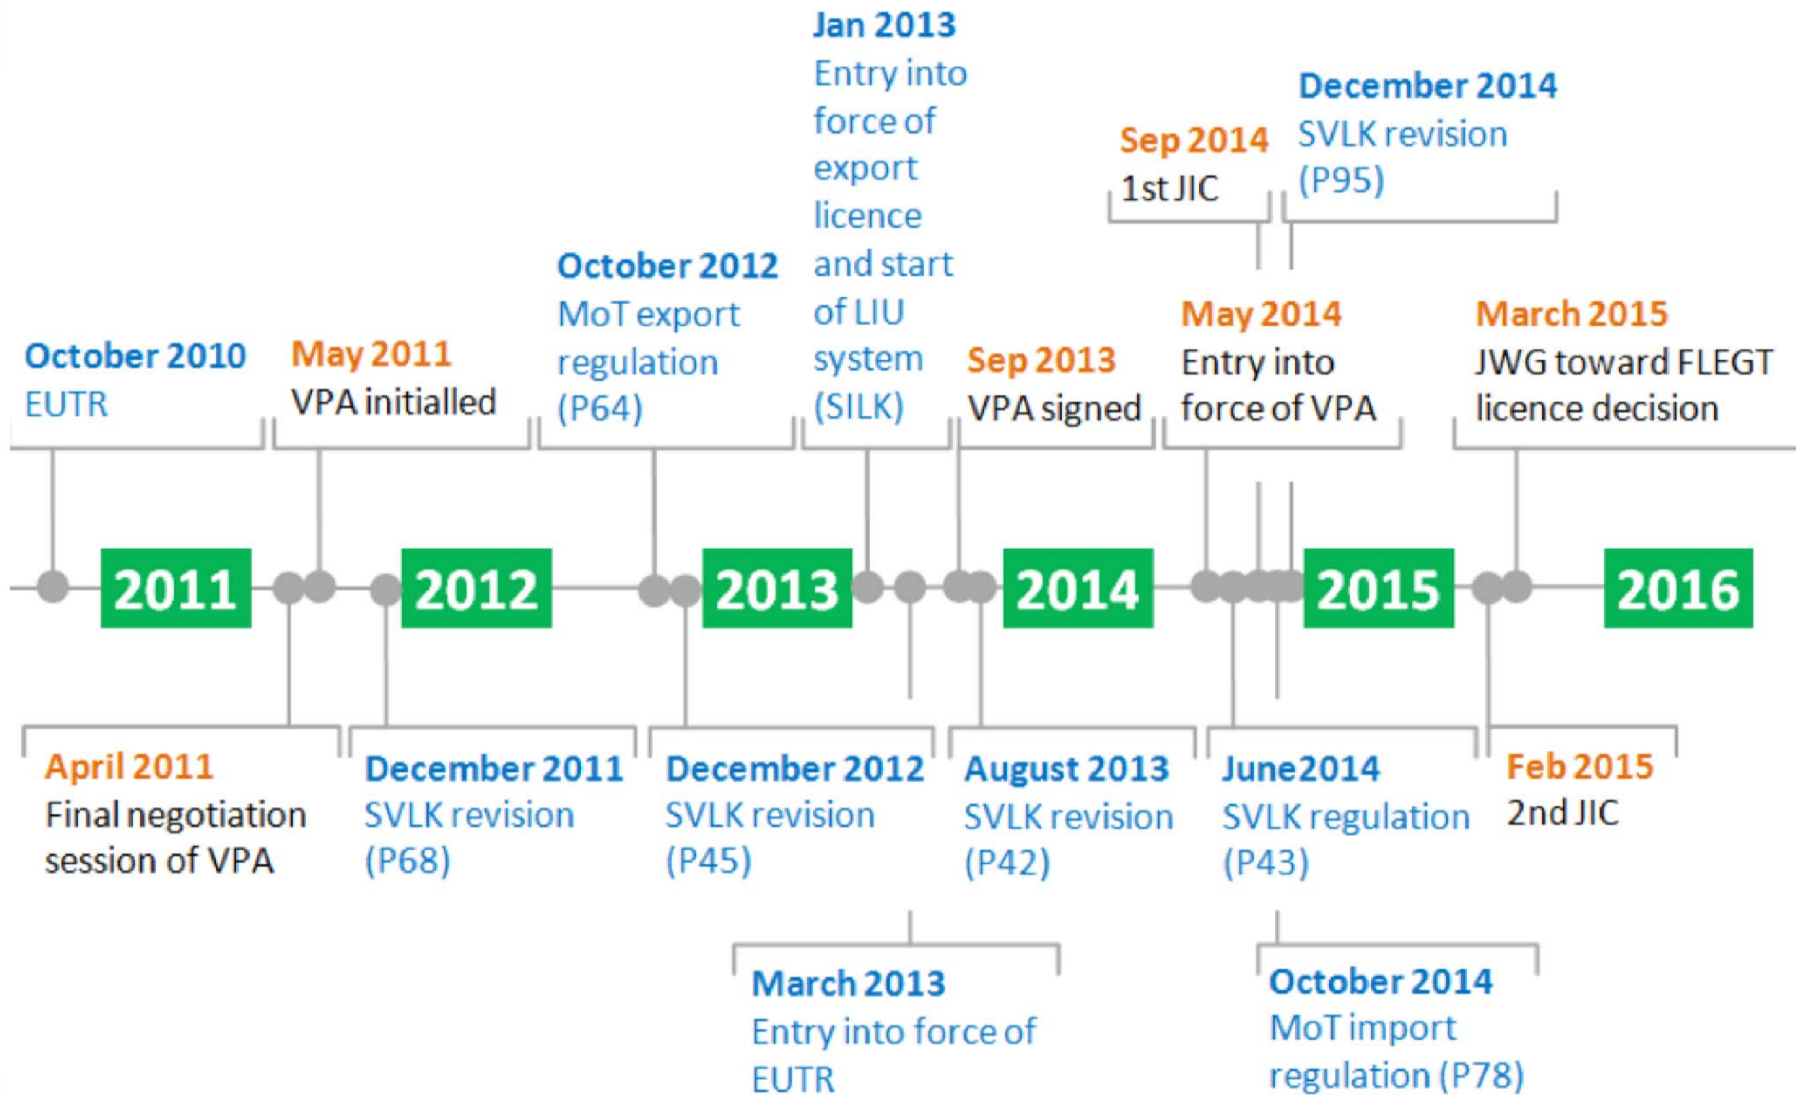 Jan 2013
Entry into
force of
export
licence
and start
of LIU
system
(SILK)
December 2014
SVLK revision
(P95)
Sep 2014
1st JIC
October 2012
MoT export
regulation
(P64)
October 2010
EUTR
May 2011
VPA initialled
Sep 2013
VPA signed
May 2014
Entry into
force of VPA
March 2015
JWG toward FLEGT
licence decision
2011
2012
2013
2014
2015
2016
April 2011
Final negotiation
session of VPA
December 2011
SVLK revision
(P68)
December 2012
SVLK revision
(P45)
August 2013
SVLK revision
(P42)
June2014
SVLK regulation
(P43)
Feb 2015
2nd JIC
March 2013
Entry into force of
EUTR
October 2014
MoT import
regulation (P78)